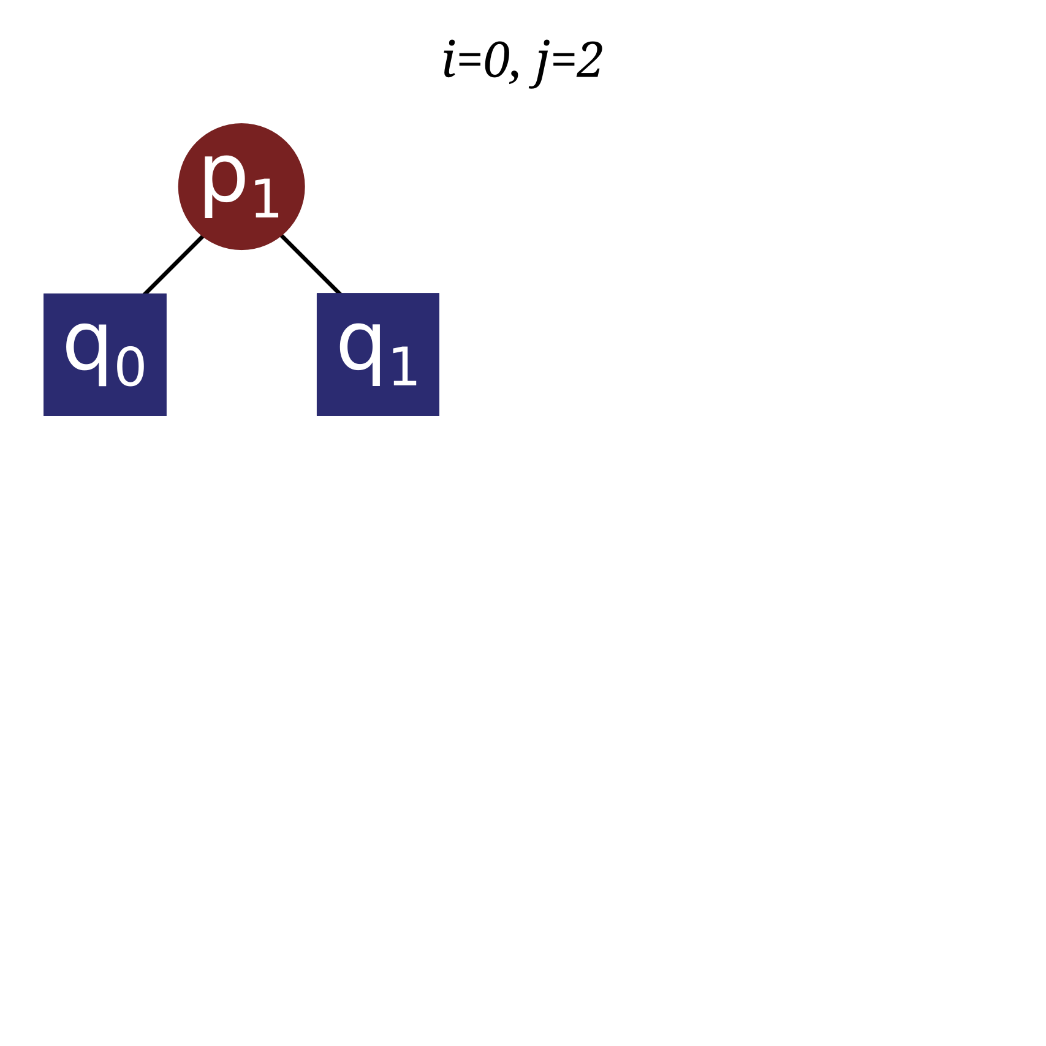 i=0, j=2
p₁
q₀ q₁